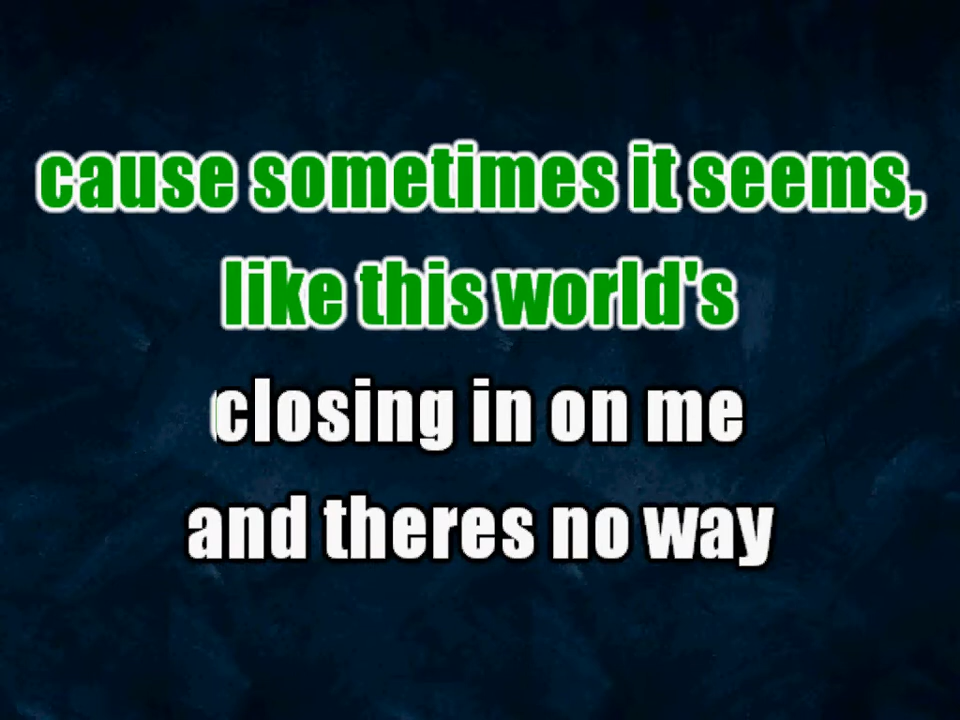 cause sometimes it seems,
like this world's
closing in on me
and theres no way